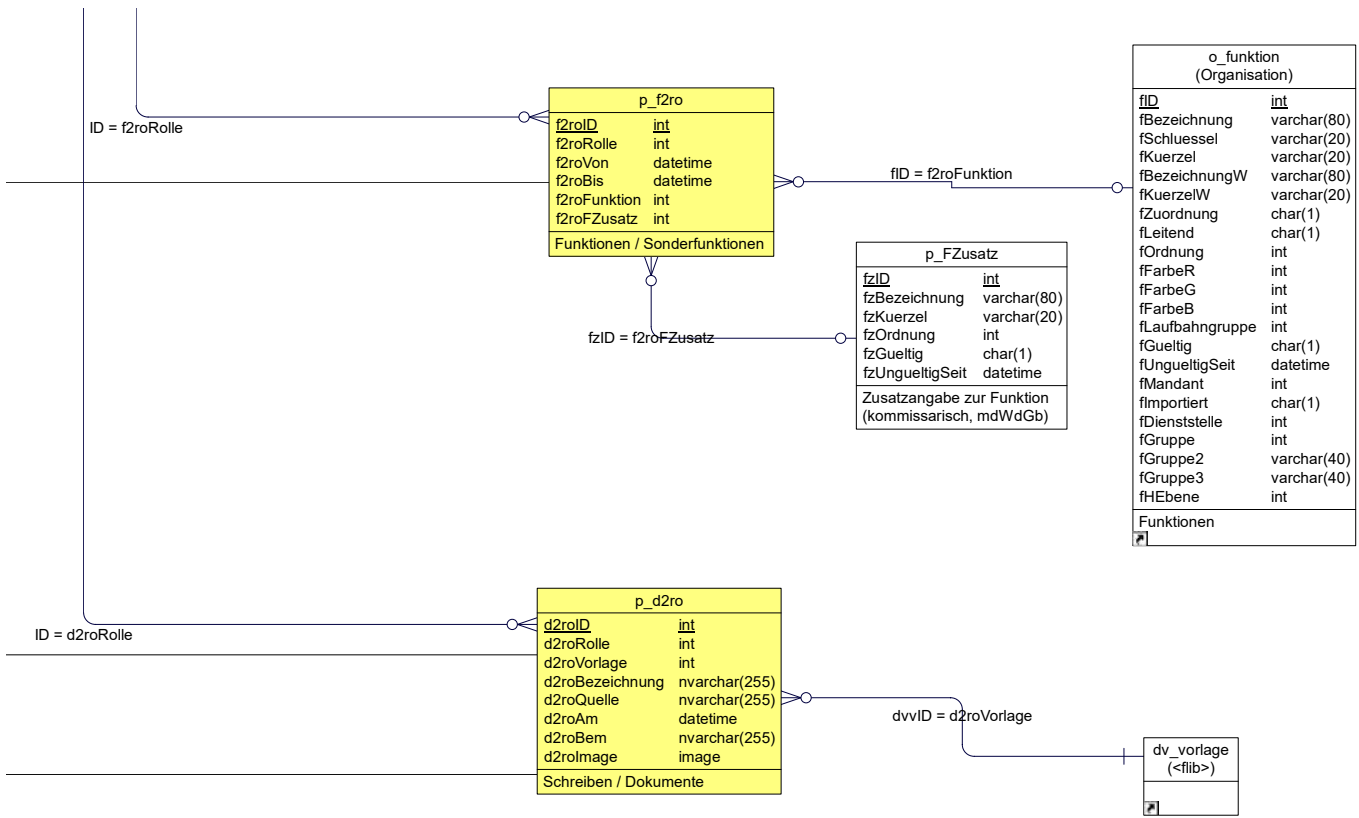 o_funktion
(Organisation)
fID int
fBezeichnung varchar(80)
fSchluessel varchar(20)
fKuerzel varchar(20)
fBezeichnungW varchar(80)
fKuerzelW varchar(20)
fZuordnung char(1)
fLeitend char(1)
fOrdnung int
fFarbeR int
fFarbeG int
fFarbeB int
fLaufbahngruppe int
fGueltig char(1)
fUngueltigSeit datetime
fMandant int
fImportiert char(1)
fDienststelle int
fGruppe int
fGruppe2 varchar(40)
fGruppe3 varchar(40)
fHEbene int
Funktionen
p_f2ro
f2roID int
f2roRolle int
f2roVon datetime
f2roBis datetime
f2roFunktion int
f2roFZusatz int
Funktionen / Sonderfunktionen
ID = f2roRolle
fID = f2roFunktion
p_FZusatz
fzID int
fzBezeichnung varchar(80)
fzKuerzel varchar(20)
fzOrdnung int
fzGueltig char(1)
fzUngueltigSeit datetime
Zusatzangabe zur Funktion
(kommissarisch, mdWdGb)
fzID = f2roFZusatz
p_d2ro
d2roID int
d2roRolle int
d2roVorlage int
d2roBezeichnung nvarchar(255)
d2roQuelle nvarchar(255)
d2roAm datetime
d2roBem nvarchar(255)
d2roImage image
Schreiben / Dokumente
ID = d2roRolle
dvvID = d2roVorlage
dv_vorlage
(<flib>)